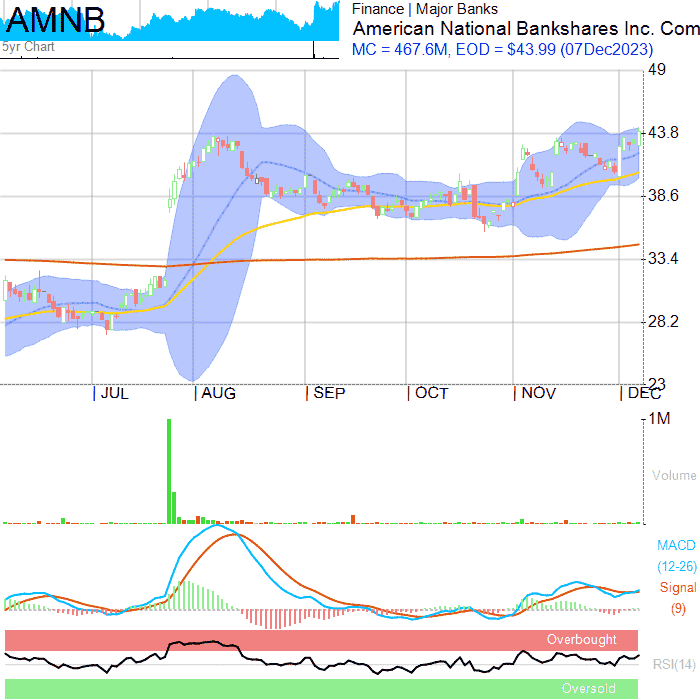 AMNB
5yr Chart
Finance | Major Banks
American National Bankshares Inc. Com
MC = 467.6M, EOD = $43.99 (07Dec2023)
49
43.8
38.6
33.4
28.2
23
JUL AUG SEP OCT NOV DEC
1M
Volume
MACD
(12-26)
Signal
(9)
Overbought
RSI(14)
Oversold